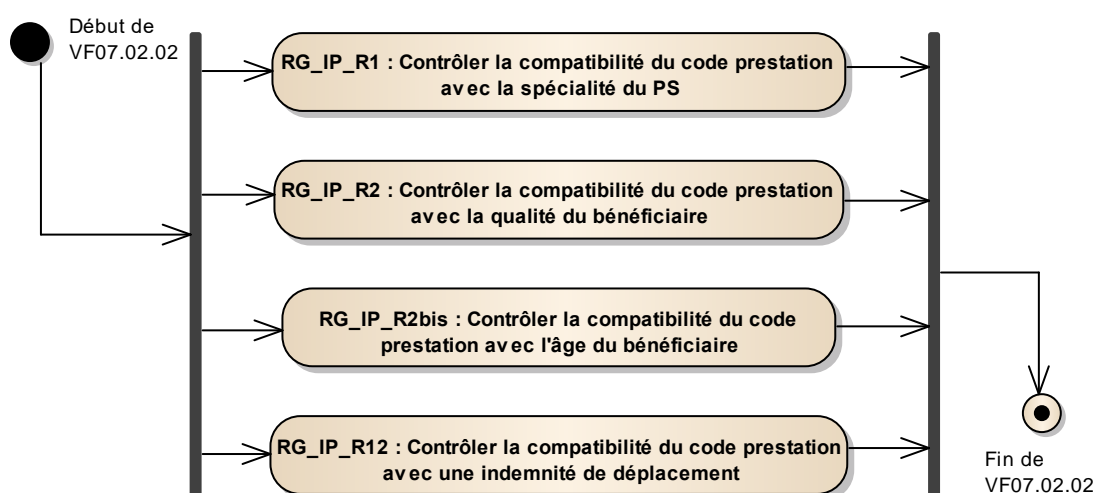 Début de
VF07.02.02
RG_IP_R1 : Contrôler la compatibilité du code prestation
avec la spécialité du PS
RG_IP_R2 : Contrôler la compatibilité du code prestation
avec la qualité du bénéficiaire
RG_IP_R2bis : Contrôler la compatibilité du code
prestation avec l'âge du bénéficiaire
RG_IP_R12 : Contrôler la compatibilité du code prestation
avec une indemnité de déplacement
Fin de
VF07.02.02